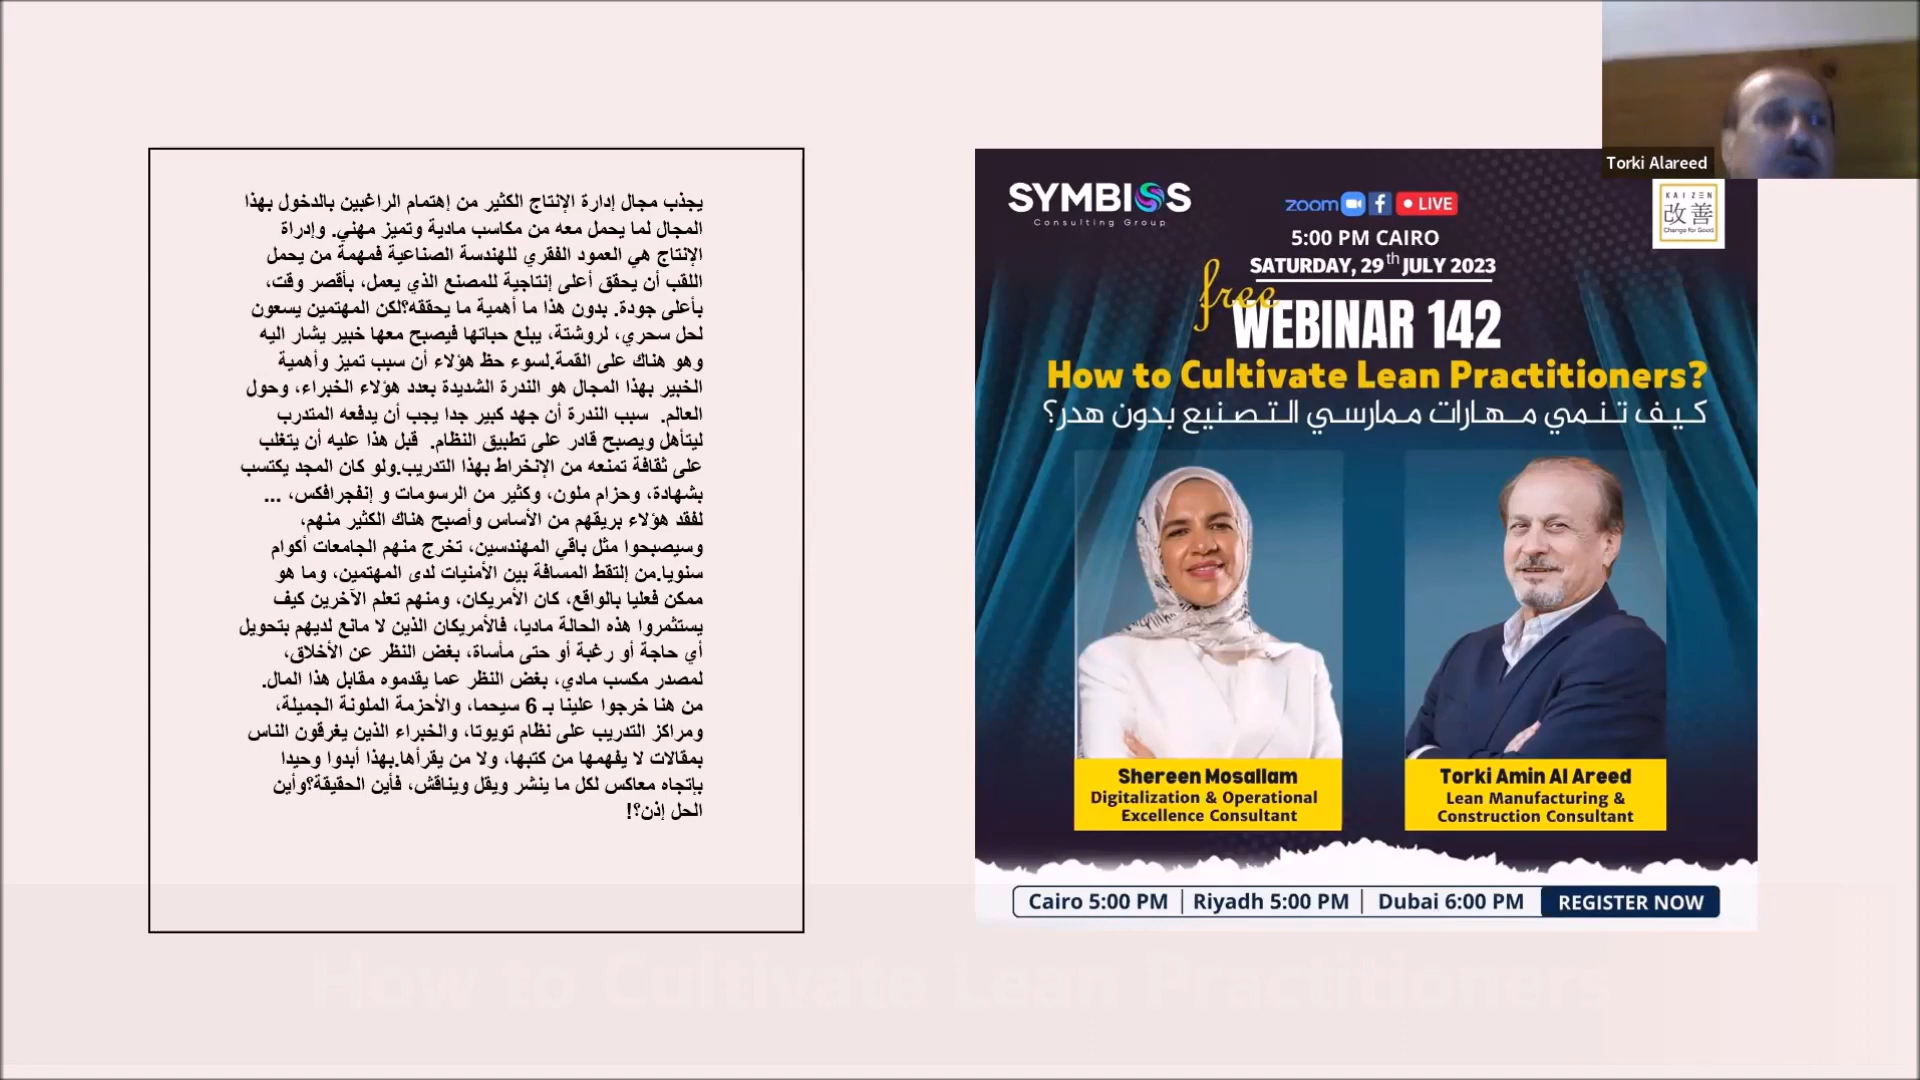 يجذب مجال إدارة الإنتاج الكثير من إهتمام الراغبين بالدخول بهذا
المجال لما يحمل معه من مكاسب مادية وتميز مهني. وإدراة
الإنتاج هي العمود الفقري للهندسة الصناعية فمهمة من يحمل
اللقب أن يحقق أعلى إنتاجية للمصنع الذي يعمل، بأقصر وقت،
بأعلى جودة. بدون هذا ما أهمية ما يحققه؟لكن المهتمين يسعون
لحل سحري، لروشتة، يبلع حباتها فيصبح معها خبير يشار اليه
وهو هناك على القمة.لسوء حظ هؤلاء أن سبب تميز وأهمية
الخبير بهذا المجال هو الندرة الشديدة بعدد هؤلاء الخبراء، وحول
العالم. سبب الندرة أن جهد كبير جدا يجب أن يدفعه المتدرب
ليتأهل ويصبح قادر على تطبيق النظام. قبل هذا عليه أن يتغلب
على ثقافة تمنعه من الإنخراط بهذا التدريب.ولو كان المجد يكتسب
بشهادة، وحزام ملون، وكثير من الرسومات و إنفجرافكس، ...
لفقد هؤلاء بريقهم من الأساس وأصبح هناك الكثير منهم،
وسيصبحوا مثل باقي المهندسين، تخرج منهم الجامعات أكوام
سنويا.من إلتقط المسافة بين الأمنيات لدى المهتمين، وما هو
ممكن فعليا بالواقع، كان الأمريكان، ومنهم تعلم الآخرين كيف
يستثمروا هذه الحالة ماديا، فالأمريكان الذين لا مانع لديهم بتحويل
أي حاجة أو رغبة أو حتى مأساة، بغض النظر عن الأخلاق،
لمصدر مكسب مادي، بغض النظر عما يقدموه مقابل هذا المال.
من هنا خرجوا علينا بـ 6 سيجما، والأحزمة الملونة الجميلة،
ومراكز التدريب على نظام تويوتا، والخبراء الذين يغرقون الناس
بمقالات لا يفهمها من كتبها، ولا من يقرأها.بهذا أبدوا وحيدا
بإتجاه معاكس لكل ما ينشر ويقل ويناقش، فأين الحقيقة؟وأين
الحل إذن؟!
Torki Alareed
SYMBIOS
Consulting Group
zoom LIVE
KAIZEN
改善
Change for Good
5:00 PM CAIRO
SATURDAY, 29th JULY 2023
free
WEBINAR 142
How to Cultivate Lean Practitioners?
كيف تنمي مهارات ممارسي التصنيع بدون هدر؟
Shereen Mosallam
Digitalization & Operational
Excellence Consultant
Torki Amin Al Areed
Lean Manufacturing &
Construction Consultant
Cairo 5:00 PM | Riyadh 5:00 PM | Dubai 6:00 PM REGISTER NOW
How to Cultivate Lean Practitioners